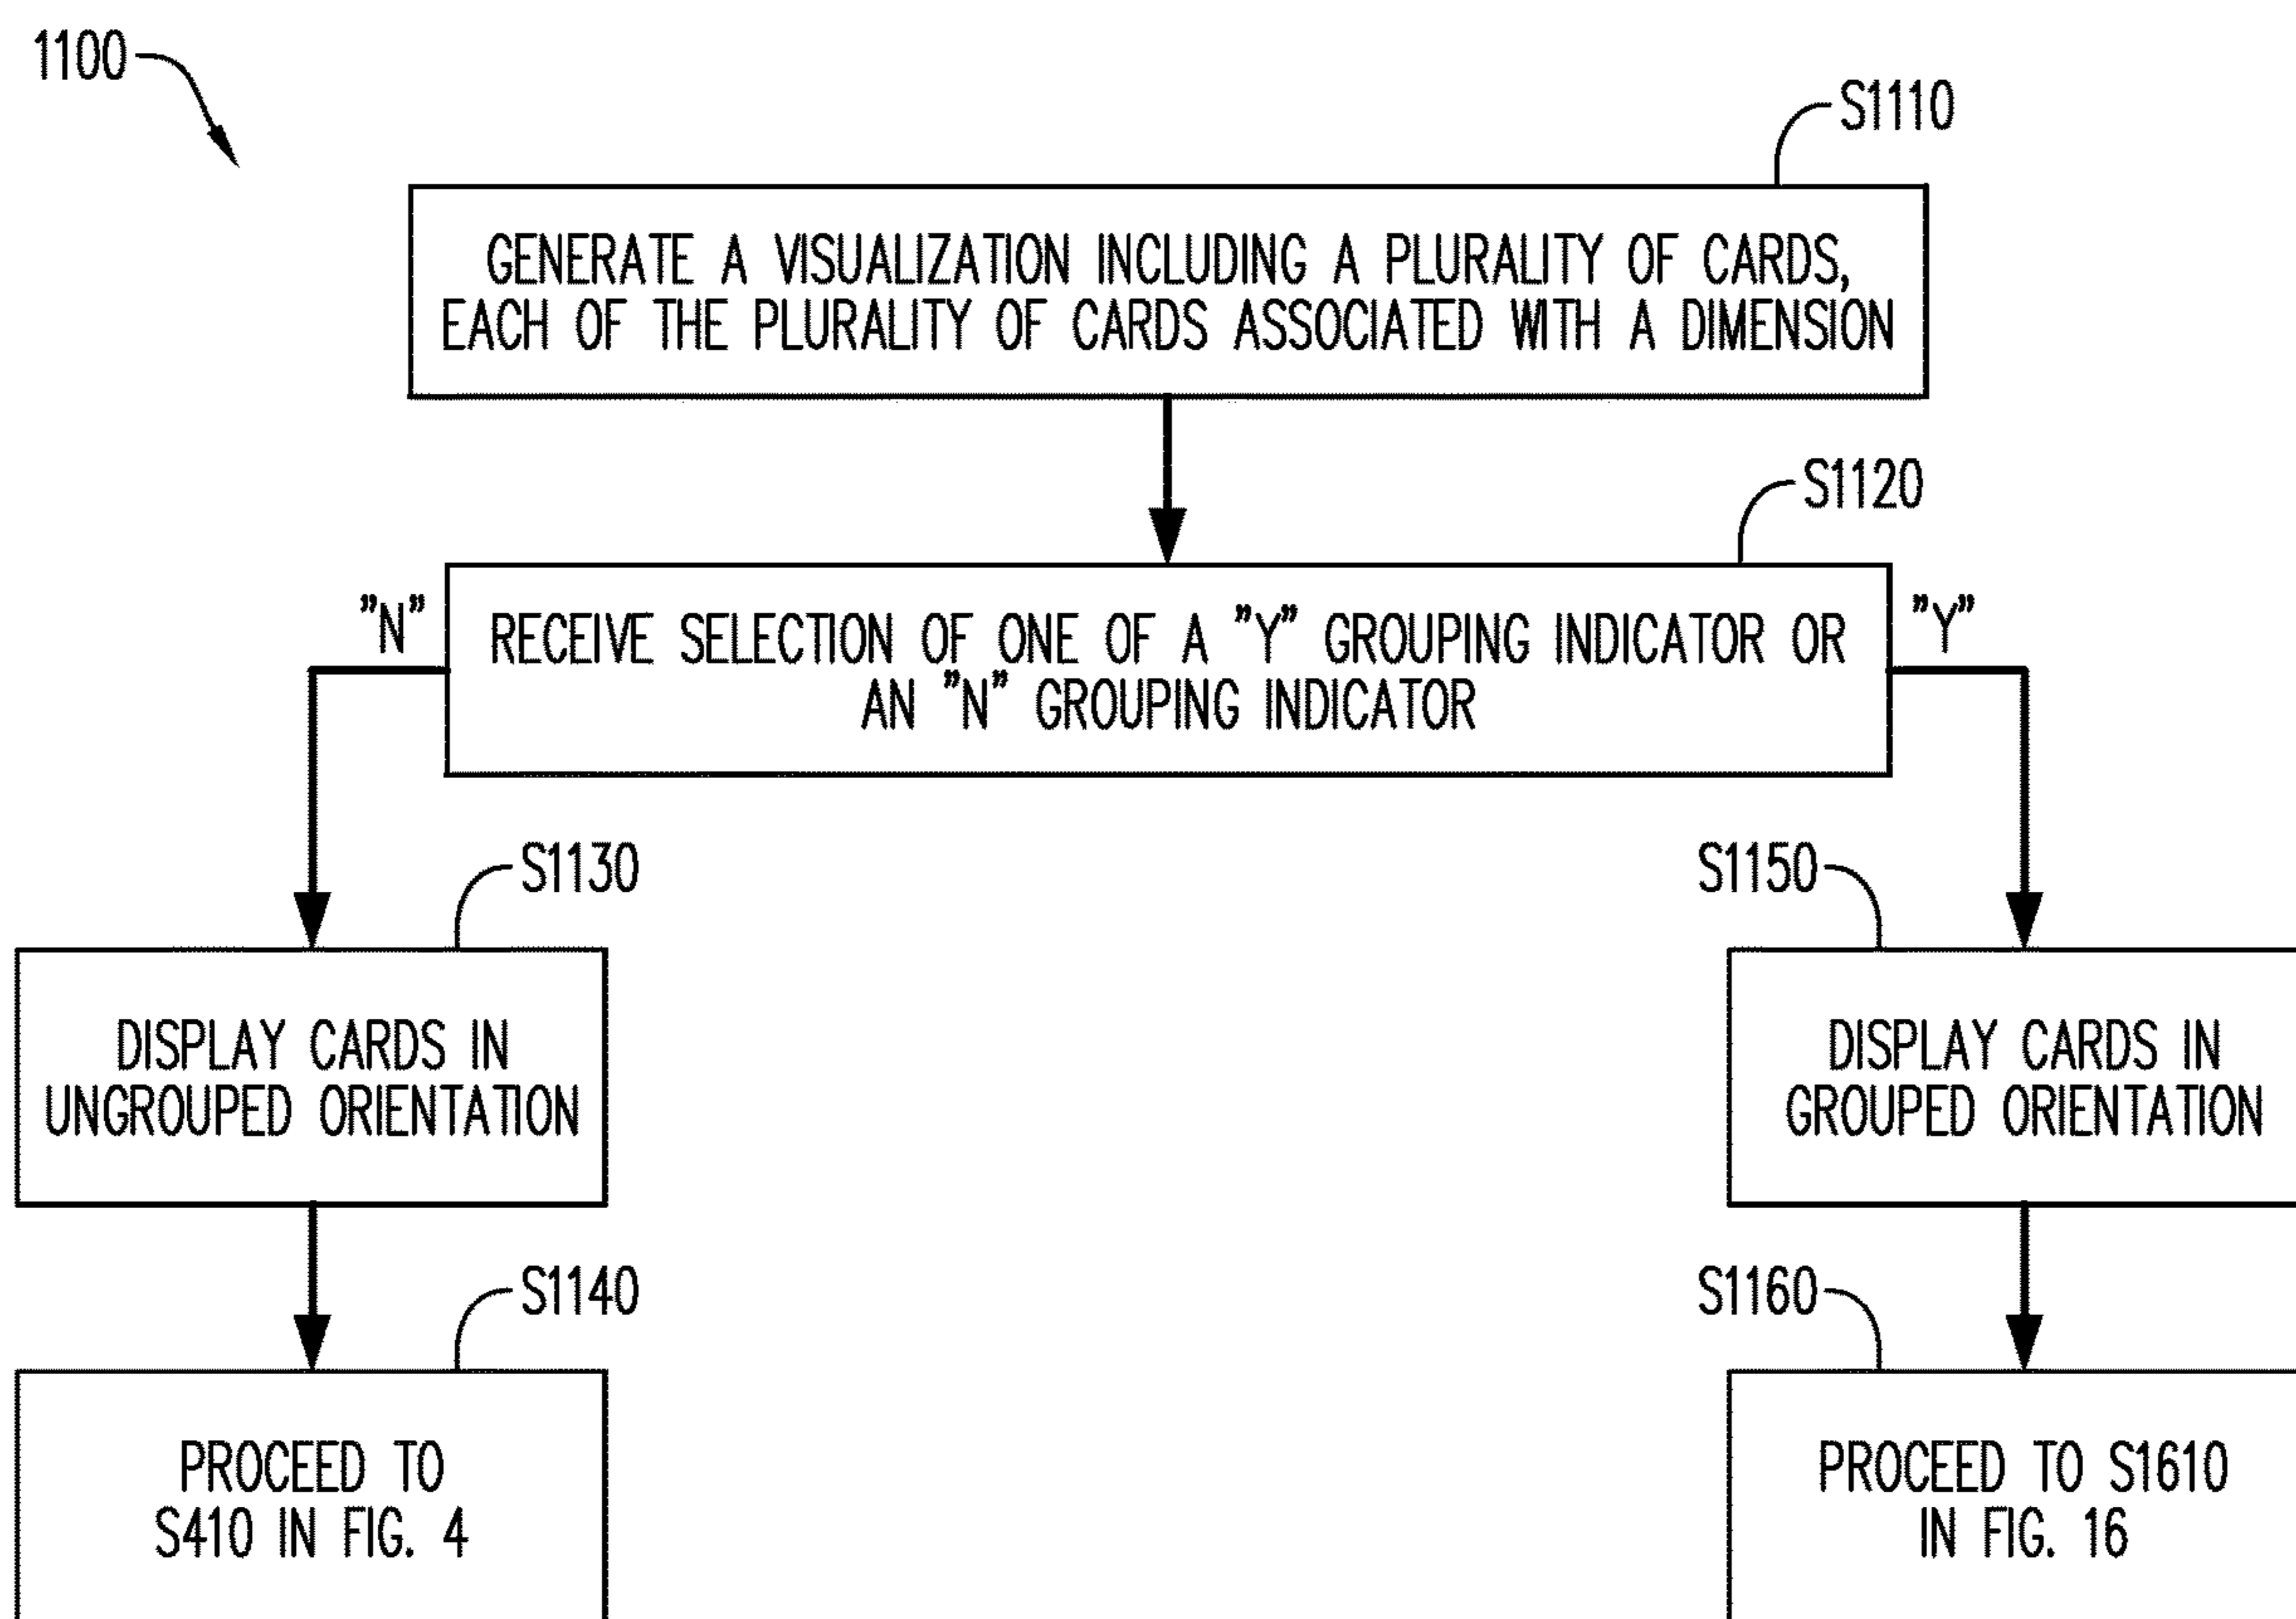 1100
S1110
GENERATE A VISUALIZATION INCLUDING A PLURALITY OF CARDS,
EACH OF THE PLURALITY OF CARDS ASSOCIATED WITH A DIMENSION
S1120
"N"
"Y"
RECEIVE SELECTION OF ONE OF A "Y" GROUPING INDICATOR OR
AN "N" GROUPING INDICATOR
S1130
DISPLAY CARDS IN
UNGROUPED ORIENTATION
S1150
DISPLAY CARDS IN
GROUPED ORIENTATION
S1140
PROCEED TO
S410 IN FIG. 4
S1160
PROCEED TO S1610
IN FIG. 16